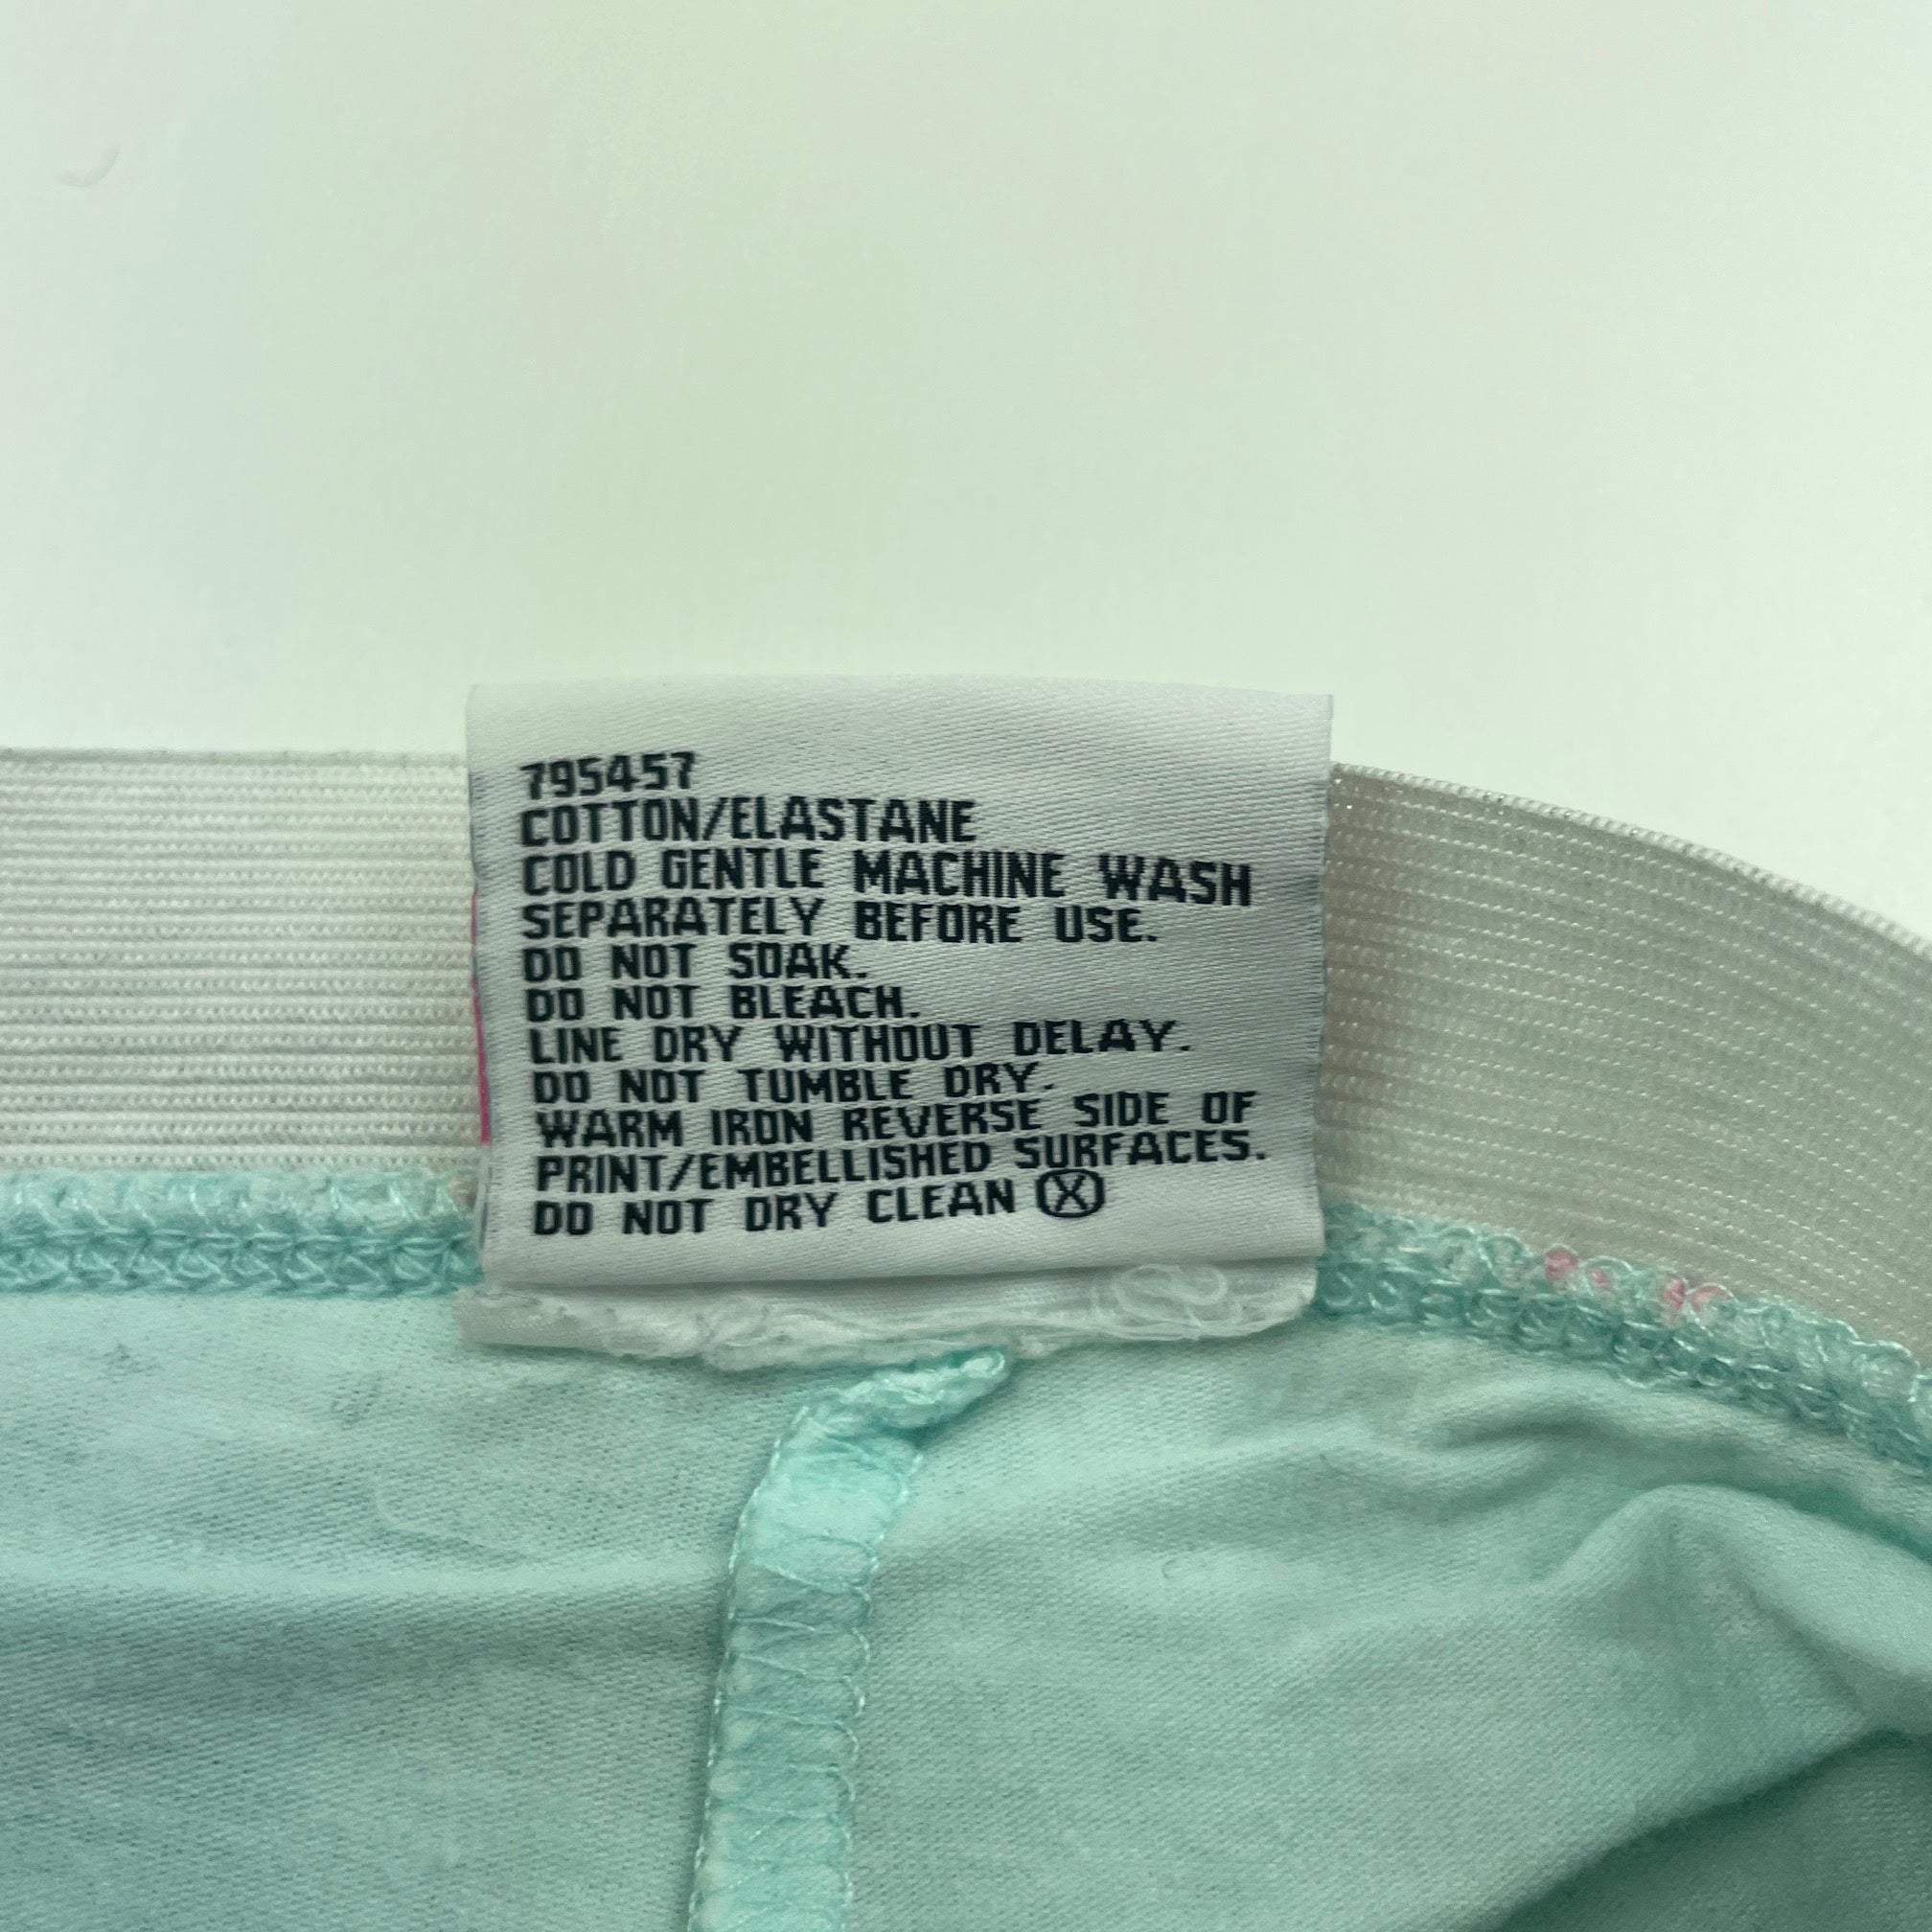 795457
COTTON/ELASTANE
COLD GENTLE MACHINE WASH
SEPARATELY BEFORE USE.
DO NOT SOAK.
DO NOT BLEACH.
LINE DRY WITHOUT DELAY.
DO NOT TUMBLE DRY.
WARM IRON REVERSE SIDE OF
PRINT/EMBELLISHED SURFACES.
DO NOT DRY CLEAN Ⓧ